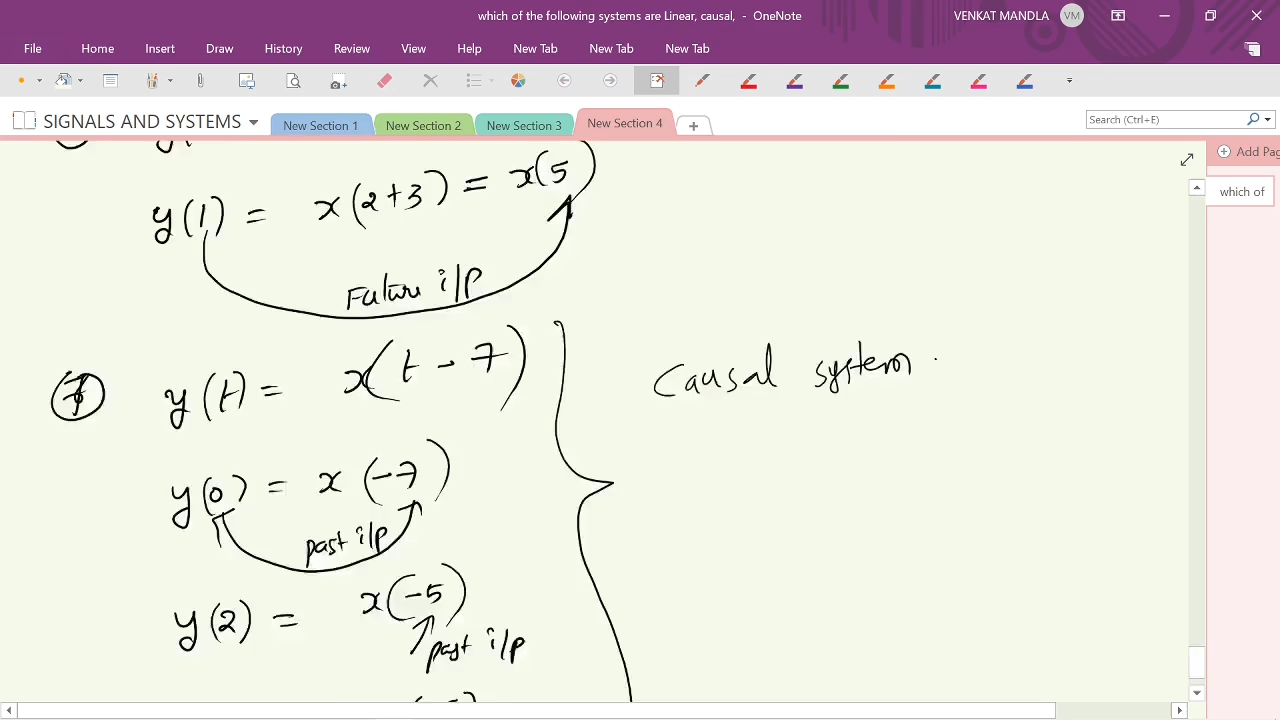 which of the following systems are Linear, causal, - OneNote
VENKAT MANDLA VM
File Home Insert Draw History Review View Help New Tab New Tab New Tab
SIGNALS AND SYSTEMS New Section 1 New Section 2 New Section 3 New Section 4 Search (Ctrl+E)
Add Pag
which of
y(1) = x(2+3) = x(5)
Future i/p
7 y(t) = x(t-7)
causal system.
y(0) = x(-7)
past i/p
y(2) = x(-5)
past i/p